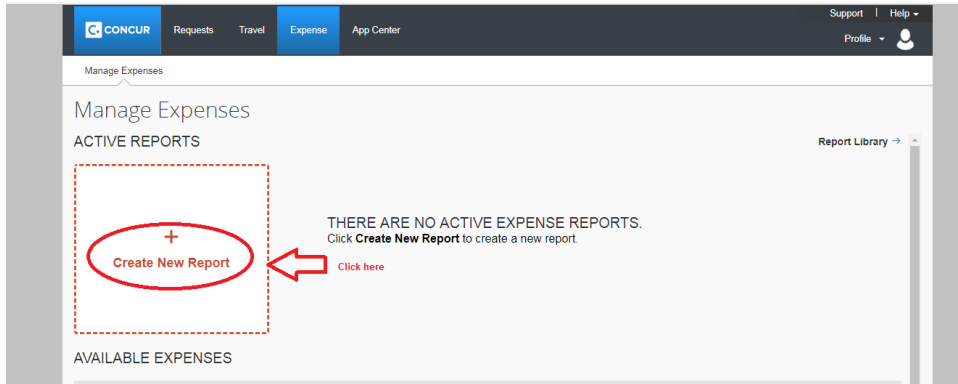 Support | Help
C. CONCUR Requests Travel Expense App Center
Profile
Manage Expenses
Manage Expenses
ACTIVE REPORTS
Report Library →
+
Create New Report
THERE ARE NO ACTIVE EXPENSE REPORTS.
Click Create New Report to create a new report.
Click here
AVAILABLE EXPENSES